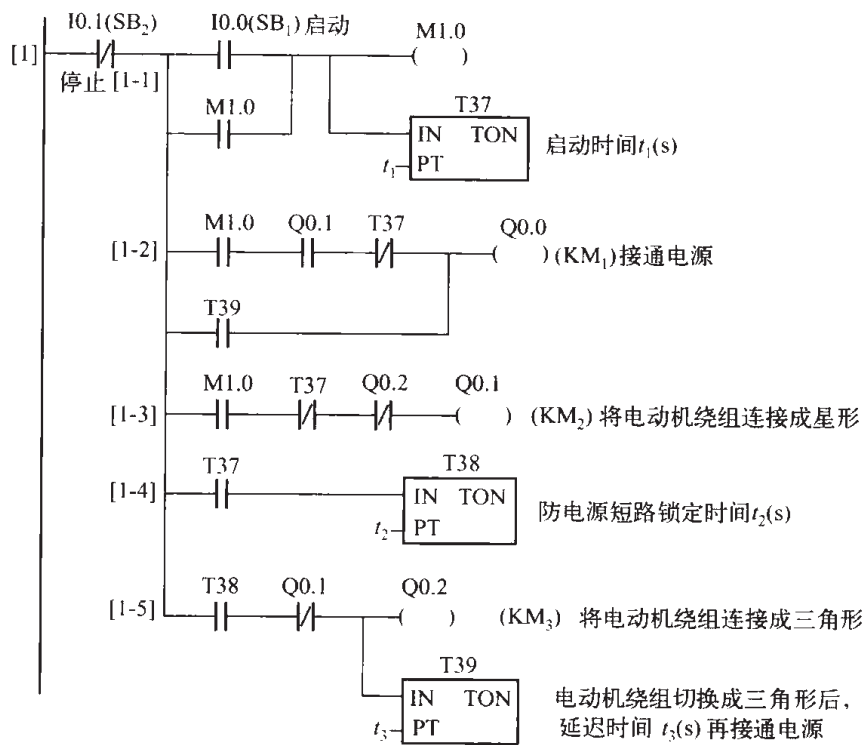 I0.1(SB₂) I0.0(SB₁) 启动 M1.0
[1] ( )
停止 [1-1]
M1.0 T37
IN TON 启动时间t₁(s)
t₁ PT
M1.0 Q0.1 T37 Q0.0
[1-2] ( ) (KM₁)接通电源
T39
M1.0 T37 Q0.2 Q0.1
[1-3] ( ) (KM₂) 将电动机绕组连接成星形
T37 T38
[1-4] IN TON 防电源短路锁定时间t₂(s)
t₂ PT
T38 Q0.1 Q0.2
[1-5] ( ) (KM₃) 将电动机绕组连接成三角形
T39
IN TON 电动机绕组切换成三角形后，
t₃ PT 延迟时间 t₃(s) 再接通电源